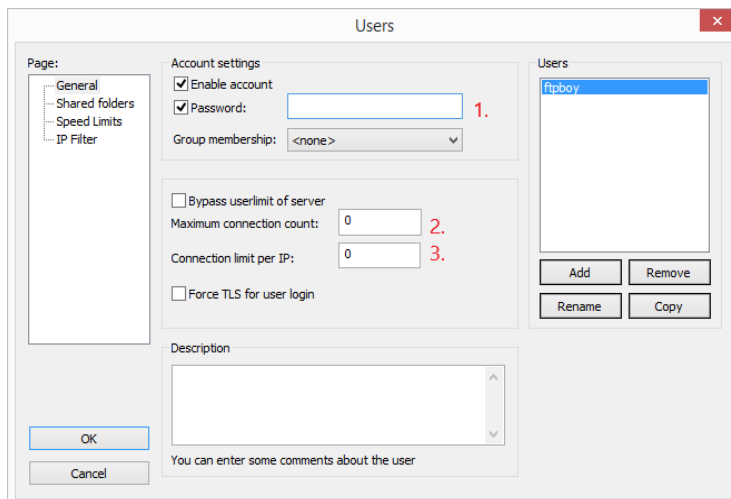 Users
Page:
General
Shared folders
Speed Limits
IP Filter
OK
Cancel
Account settings
Enable account
Password:
1.
Group membership: <none>
Bypass userlimit of server
Maximum connection count: 0
2.
Connection limit per IP: 0
3.
Force TLS for user login
Description
You can enter some comments about the user
Users
ftpboy
Add Remove
Rename Copy